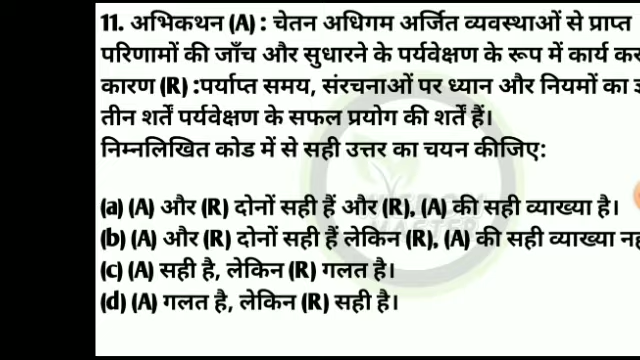 11. अभिकथन (A) : चेतन अधिगम अर्जित व्यवस्थाओं से प्राप्त
परिणामों की जाँच और सुधारने के पर्यवेक्षण के रूप में कार्य
कारण (R) :पर्याप्त समय, संरचनाओं पर ध्यान और नियमों का
तीन शर्तें पर्यवेक्षण के सफल प्रयोग की शर्तें हैं।
निम्नलिखित कोड में से सही उत्तर का चयन कीजिए:
(a) (A) और (R) दोनों सही हैं और (R), (A) की सही व्याख्या है।
(b) (A) और (R) दोनों सही हैं लेकिन (R), (A) की सही व्याख्या
(c) (A) सही है, लेकिन (R) गलत है।
(d) (A) गलत है, लेकिन (R) सही है।